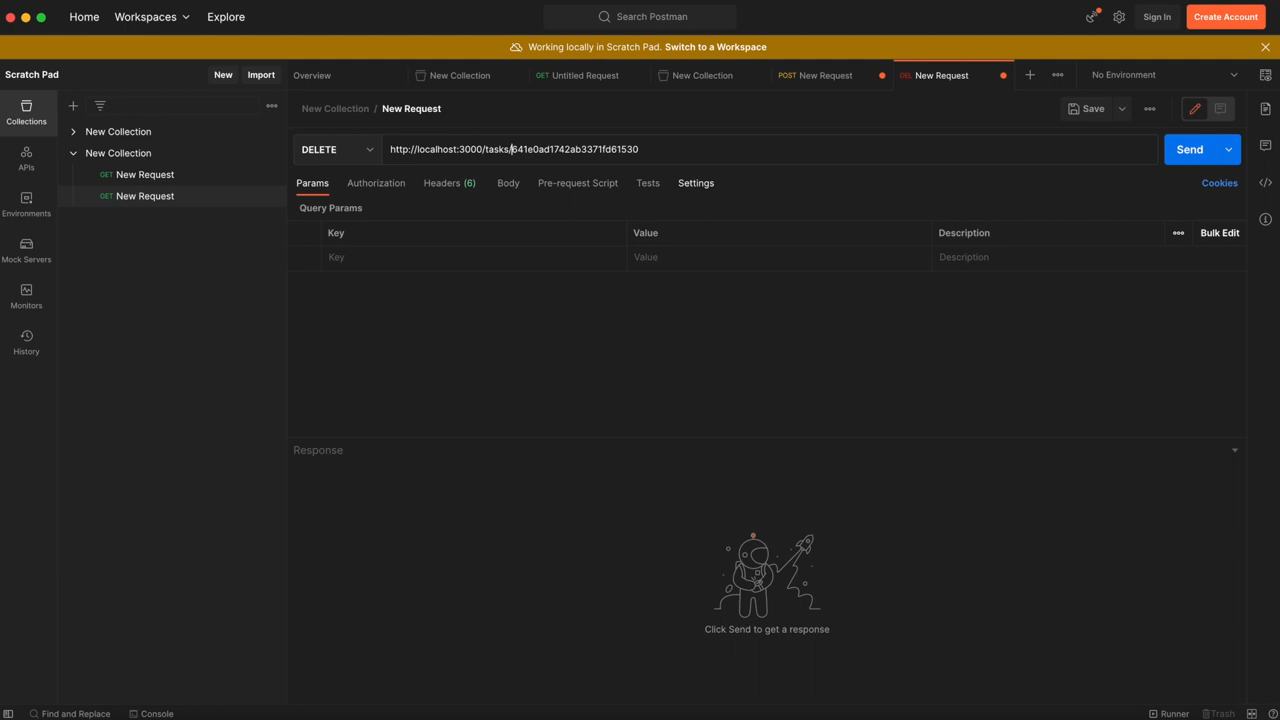 Home Workspaces Explore Search Postman Sign In Create Account
Working locally in Scratch Pad. Switch to a Workspace
Scratch Pad New Import Overview New Collection GET Untitled Request New Collection POST New Request DEL New Request No Environment
New Collection / New Request Save
Collections
New Collection
New Collection
GET New Request
GET New Request
APIs
Environments
Mock Servers
Monitors
History
DELETE http://localhost:3000/tasks/641e0ad1742ab3371fd61530 Send
Params Authorization Headers (6) Body Pre-request Script Tests Settings Cookies
Query Params
Key Value Description Bulk Edit
Key Value Description
Response
Click Send to get a response
Find and Replace Console Runner Trash